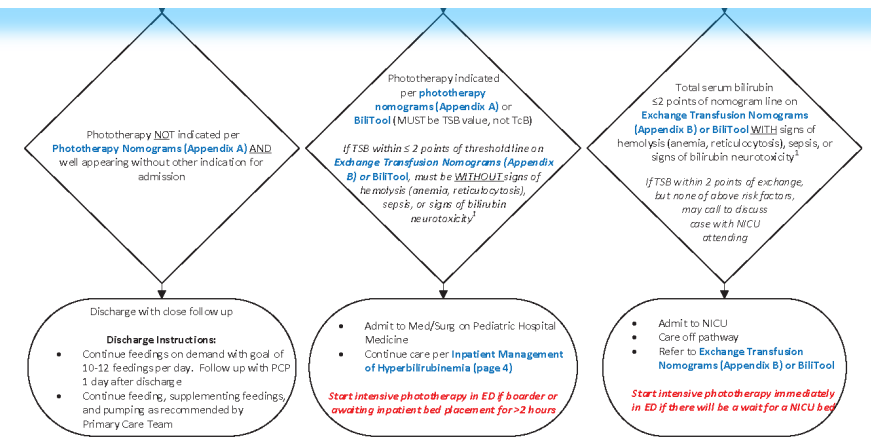 Phototherapy NOT indicated per
Phototherapy Nomograms (Appendix A) AND
well appearing without other indication for
admission
Phototherapy indicated
per phototherapy
nomograms (Appendix A) or
BiliTool (MUST be TSB value, not TcB)
If TSB within ≤ 2 points of threshold line on
Exchange Transfusion Nomograms (Appendix
B) or BiliTool, must be WITHOUT signs of
hemolysis (anemia, reticulocytosis),
sepsis, or signs of bilirubin
neurotoxicity1
Total serum bilirubin
≤2 points of nomogram line on
Exchange Transfusion Nomograms
(Appendix B) or BiliTool WITH signs of
hemolysis (anemia, reticulocytosis), sepsis, or
signs of bilirubin neurotoxicity1
If TSB within 2 points of exchange,
but none of above risk factors,
may call to discuss
case with NICU
attending
Discharge with close follow up
Discharge Instructions:
• Continue feedings on demand with goal of
10-12 feedings per day. Follow up with PCP
1 day after discharge
• Continue feeding, supplementing feedings,
and pumping as recommended by
Primary Care Team
• Admit to Med/Surg on Pediatric Hospital
Medicine
• Continue care per Inpatient Management
of Hyperbilirubinemia (page 4)
Start intensive phototherapy in ED if boarder or
awaiting inpatient bed placement for >2 hours
• Admit to NICU
• Care off pathway
• Refer to Exchange Transfusion
Nomograms (Appendix B) or BiliTool
Start intensive phototherapy immediately
in ED if there will be a wait for a NICU bed